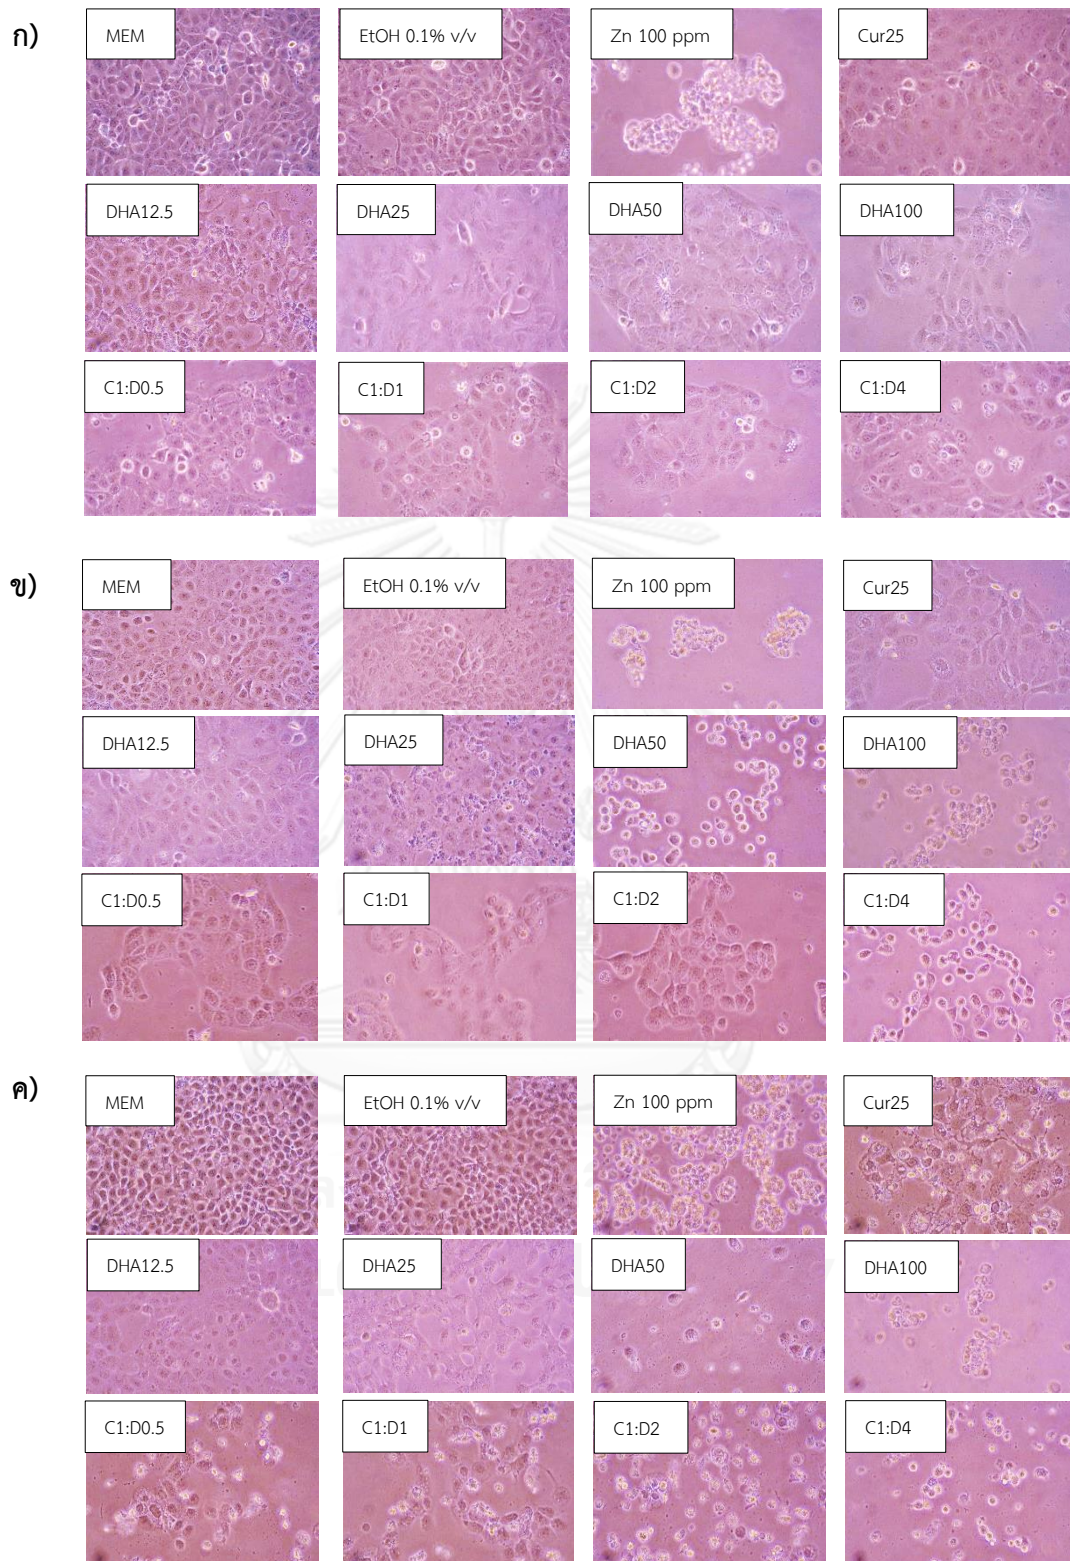 ก)
MEM EtOH 0.1% v/v Zn 100 ppm Cur25
DHA12.5 DHA25 DHA50 DHA100
C1:D0.5 C1:D1 C1:D2 C1:D4
ข)
MEM EtOH 0.1% v/v Zn 100 ppm Cur25
DHA12.5 DHA25 DHA50 DHA100
C1:D0.5 C1:D1 C1:D2 C1:D4
ค)
MEM EtOH 0.1% v/v Zn 100 ppm Cur25
DHA12.5 DHA25 DHA50 DHA100
C1:D0.5 C1:D1 C1:D2 C1:D4